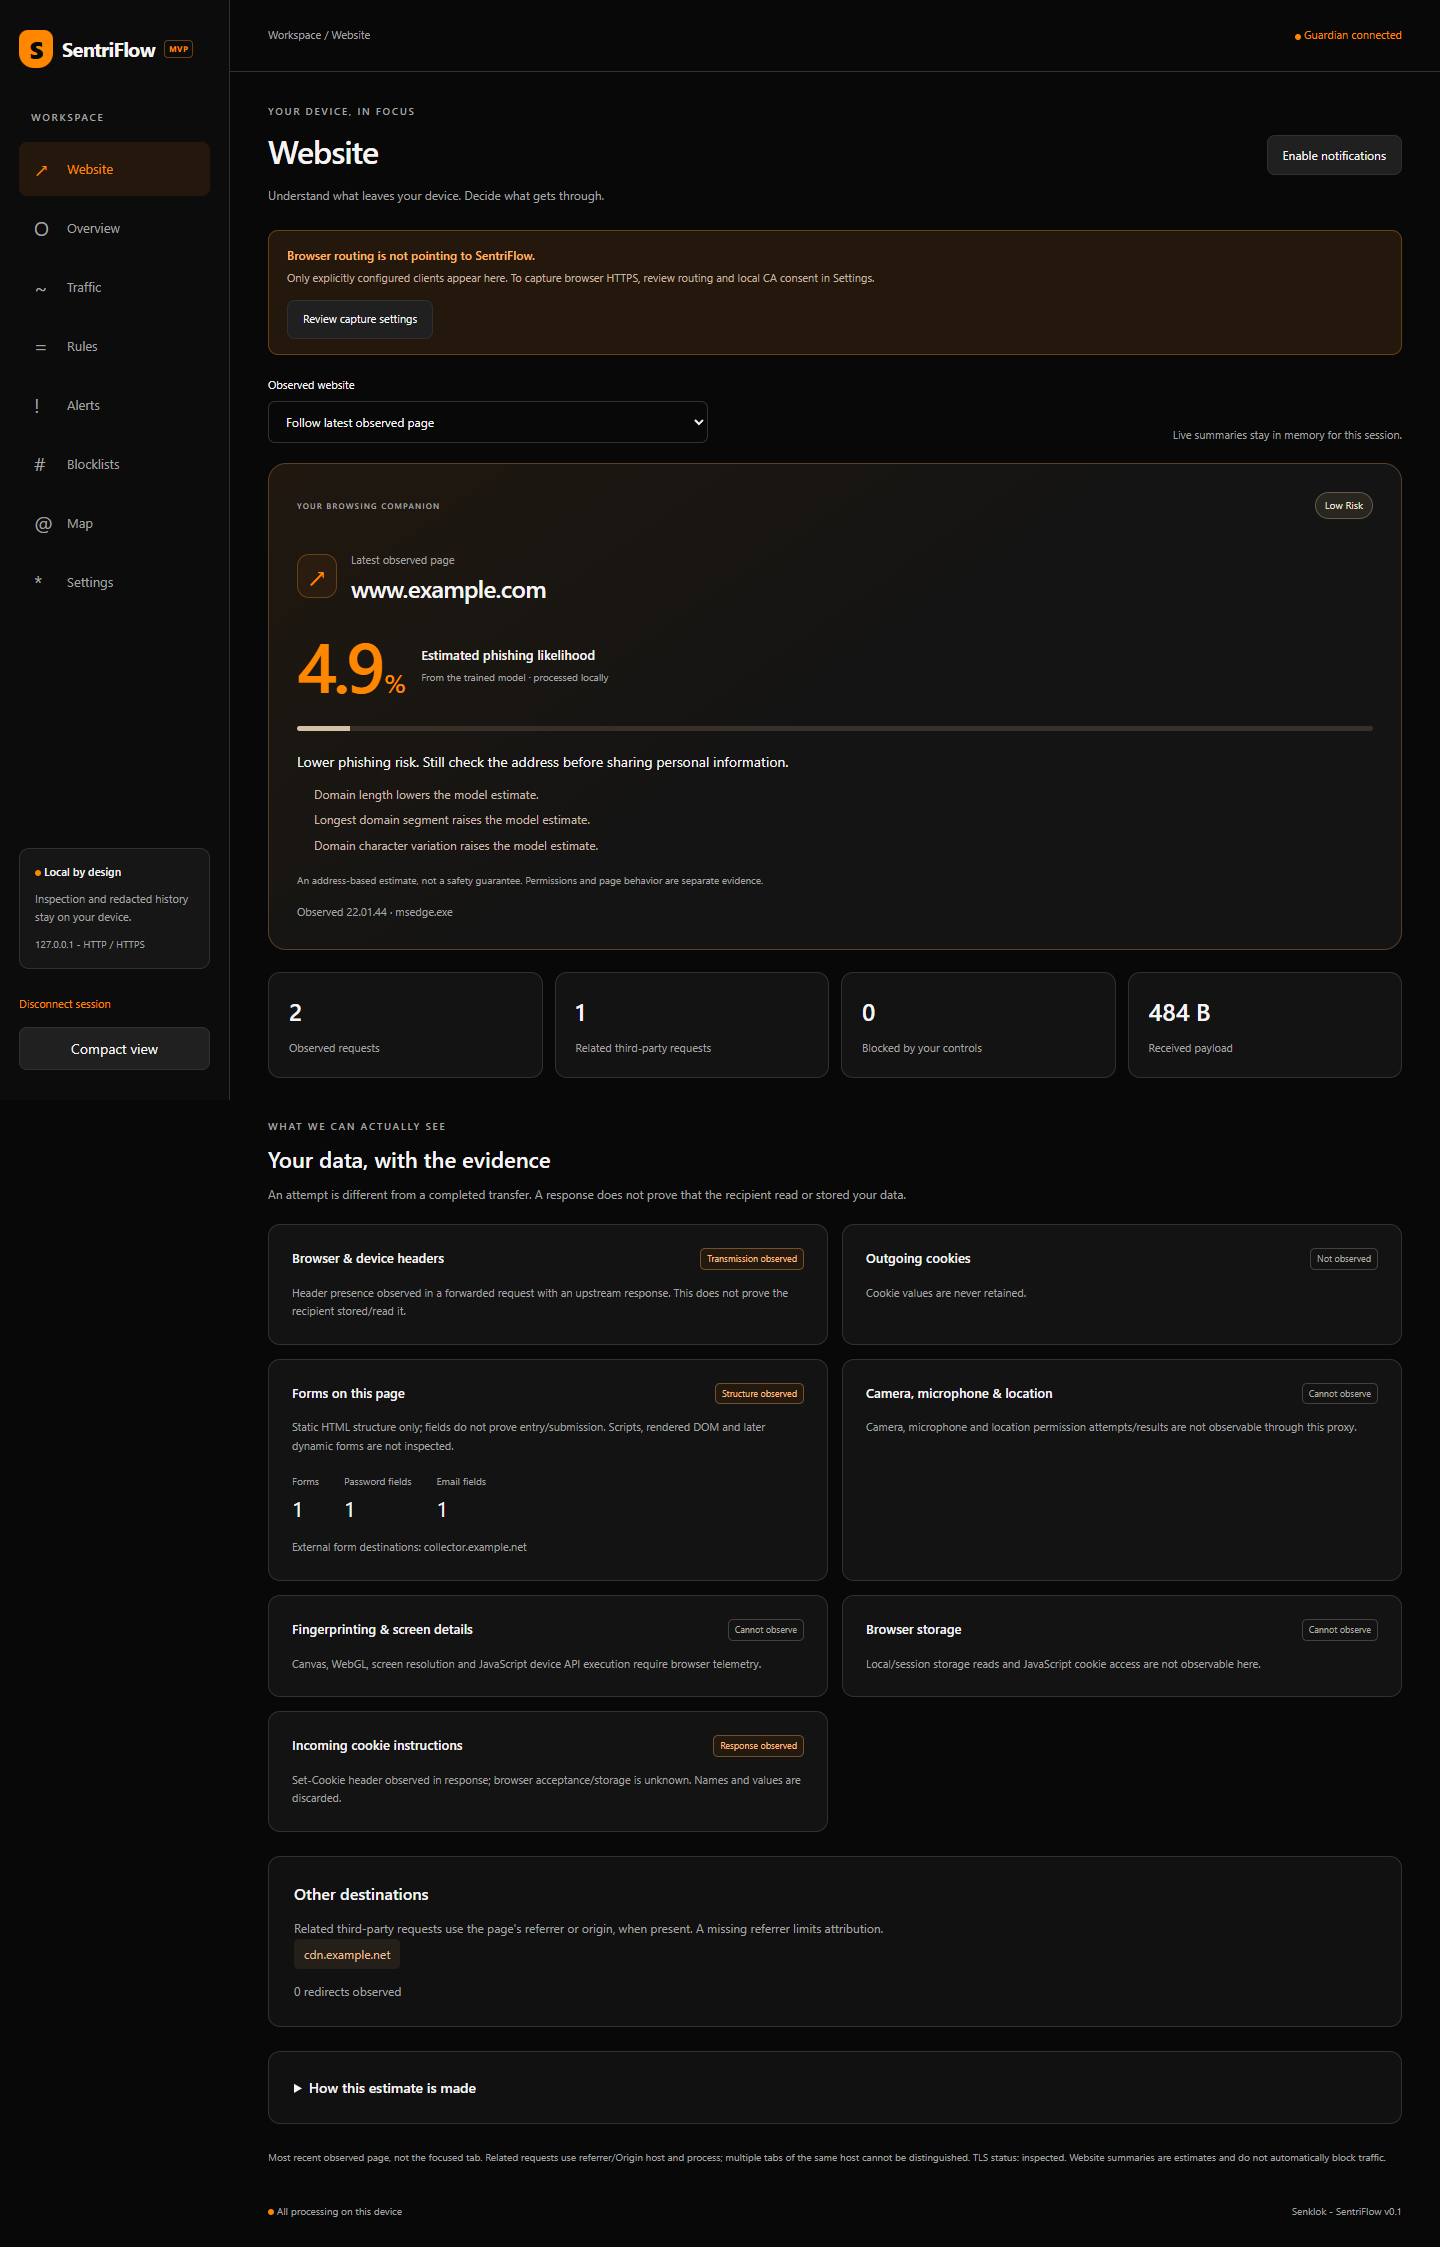 S SentriFlow MVP
WORKSPACE
↗ Website
O Overview
~ Traffic
= Rules
! Alerts
# Blocklists
@ Map
* Settings
Local by design
Inspection and redacted history
stay on your device.
127.0.0.1 - HTTP / HTTPS
Disconnect session
Compact view
Workspace / Website
Guardian connected
YOUR DEVICE, IN FOCUS
Website
Enable notifications
Understand what leaves your device. Decide what gets through.
Browser routing is not pointing to SentriFlow.
Only explicitly configured clients appear here. To capture browser HTTPS, review routing and local CA consent in Settings.
Review capture settings
Observed website
Follow latest observed page
Live summaries stay in memory for this session.
YOUR BROWSING COMPANION
Low Risk
↗
Latest observed page
www.example.com
4.9%
Estimated phishing likelihood
From the trained model · processed locally
Lower phishing risk. Still check the address before sharing personal information.
Domain length lowers the model estimate.
Longest domain segment raises the model estimate.
Domain character variation raises the model estimate.
An address-based estimate, not a safety guarantee. Permissions and page behavior are separate evidence.
Observed 22.01.44 · msedge.exe
2
Observed requests
1
Related third-party requests
0
Blocked by your controls
484 B
Received payload
WHAT WE CAN ACTUALLY SEE
Your data, with the evidence
An attempt is different from a completed transfer. A response does not prove that the recipient read or stored your data.
Browser & device headers
Transmission observed
Header presence observed in a forwarded request with an upstream response. This does not prove the
recipient stored/read it.
Outgoing cookies
Not observed
Cookie values are never retained.
Forms on this page
Structure observed
Static HTML structure only; fields do not prove entry/submission. Scripts, rendered DOM and later
dynamic forms are not inspected.
Forms Password fields Email fields
1 1 1
External form destinations: collector.example.net
Camera, microphone & location
Cannot observe
Camera, microphone and location permission attempts/results are not observable through this proxy.
Fingerprinting & screen details
Cannot observe
Canvas, WebGL, screen resolution and JavaScript device API execution require browser telemetry.
Browser storage
Cannot observe
Local/session storage reads and JavaScript cookie access are not observable here.
Incoming cookie instructions
Response observed
Set-Cookie header observed in response; browser acceptance/storage is unknown. Names and values are
discarded.
Other destinations
Related third-party requests use the page's referrer or origin, when present. A missing referrer limits attribution.
cdn.example.net
0 redirects observed
▶ How this estimate is made
Most recent observed page, not the focused tab. Related requests use referrer/Origin host and process; multiple tabs of the same host cannot be distinguished. TLS status: inspected. Website summaries are estimates and do not automatically block traffic.
All processing on this device
Senklok - SentriFlow v0.1